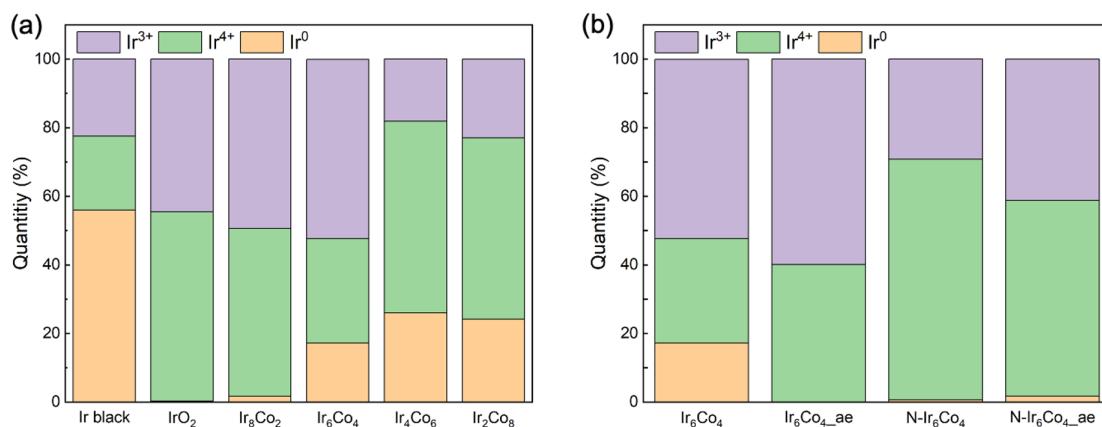 (a)
Ir³⁺ Ir⁴⁺ Ir⁰
Quantitiy (%)
100
80
60
40
20
0
Ir black IrO₂ Ir₈Co₂ Ir₆Co₄ Ir₄Co₆ Ir₂Co₈
(b)
Ir³⁺ Ir⁴⁺ Ir⁰
Quantitiy (%)
100
80
60
40
20
0
Ir₆Co₄ Ir₆Co₄_ae N-Ir₆Co₄ N-Ir₆Co₄_ae